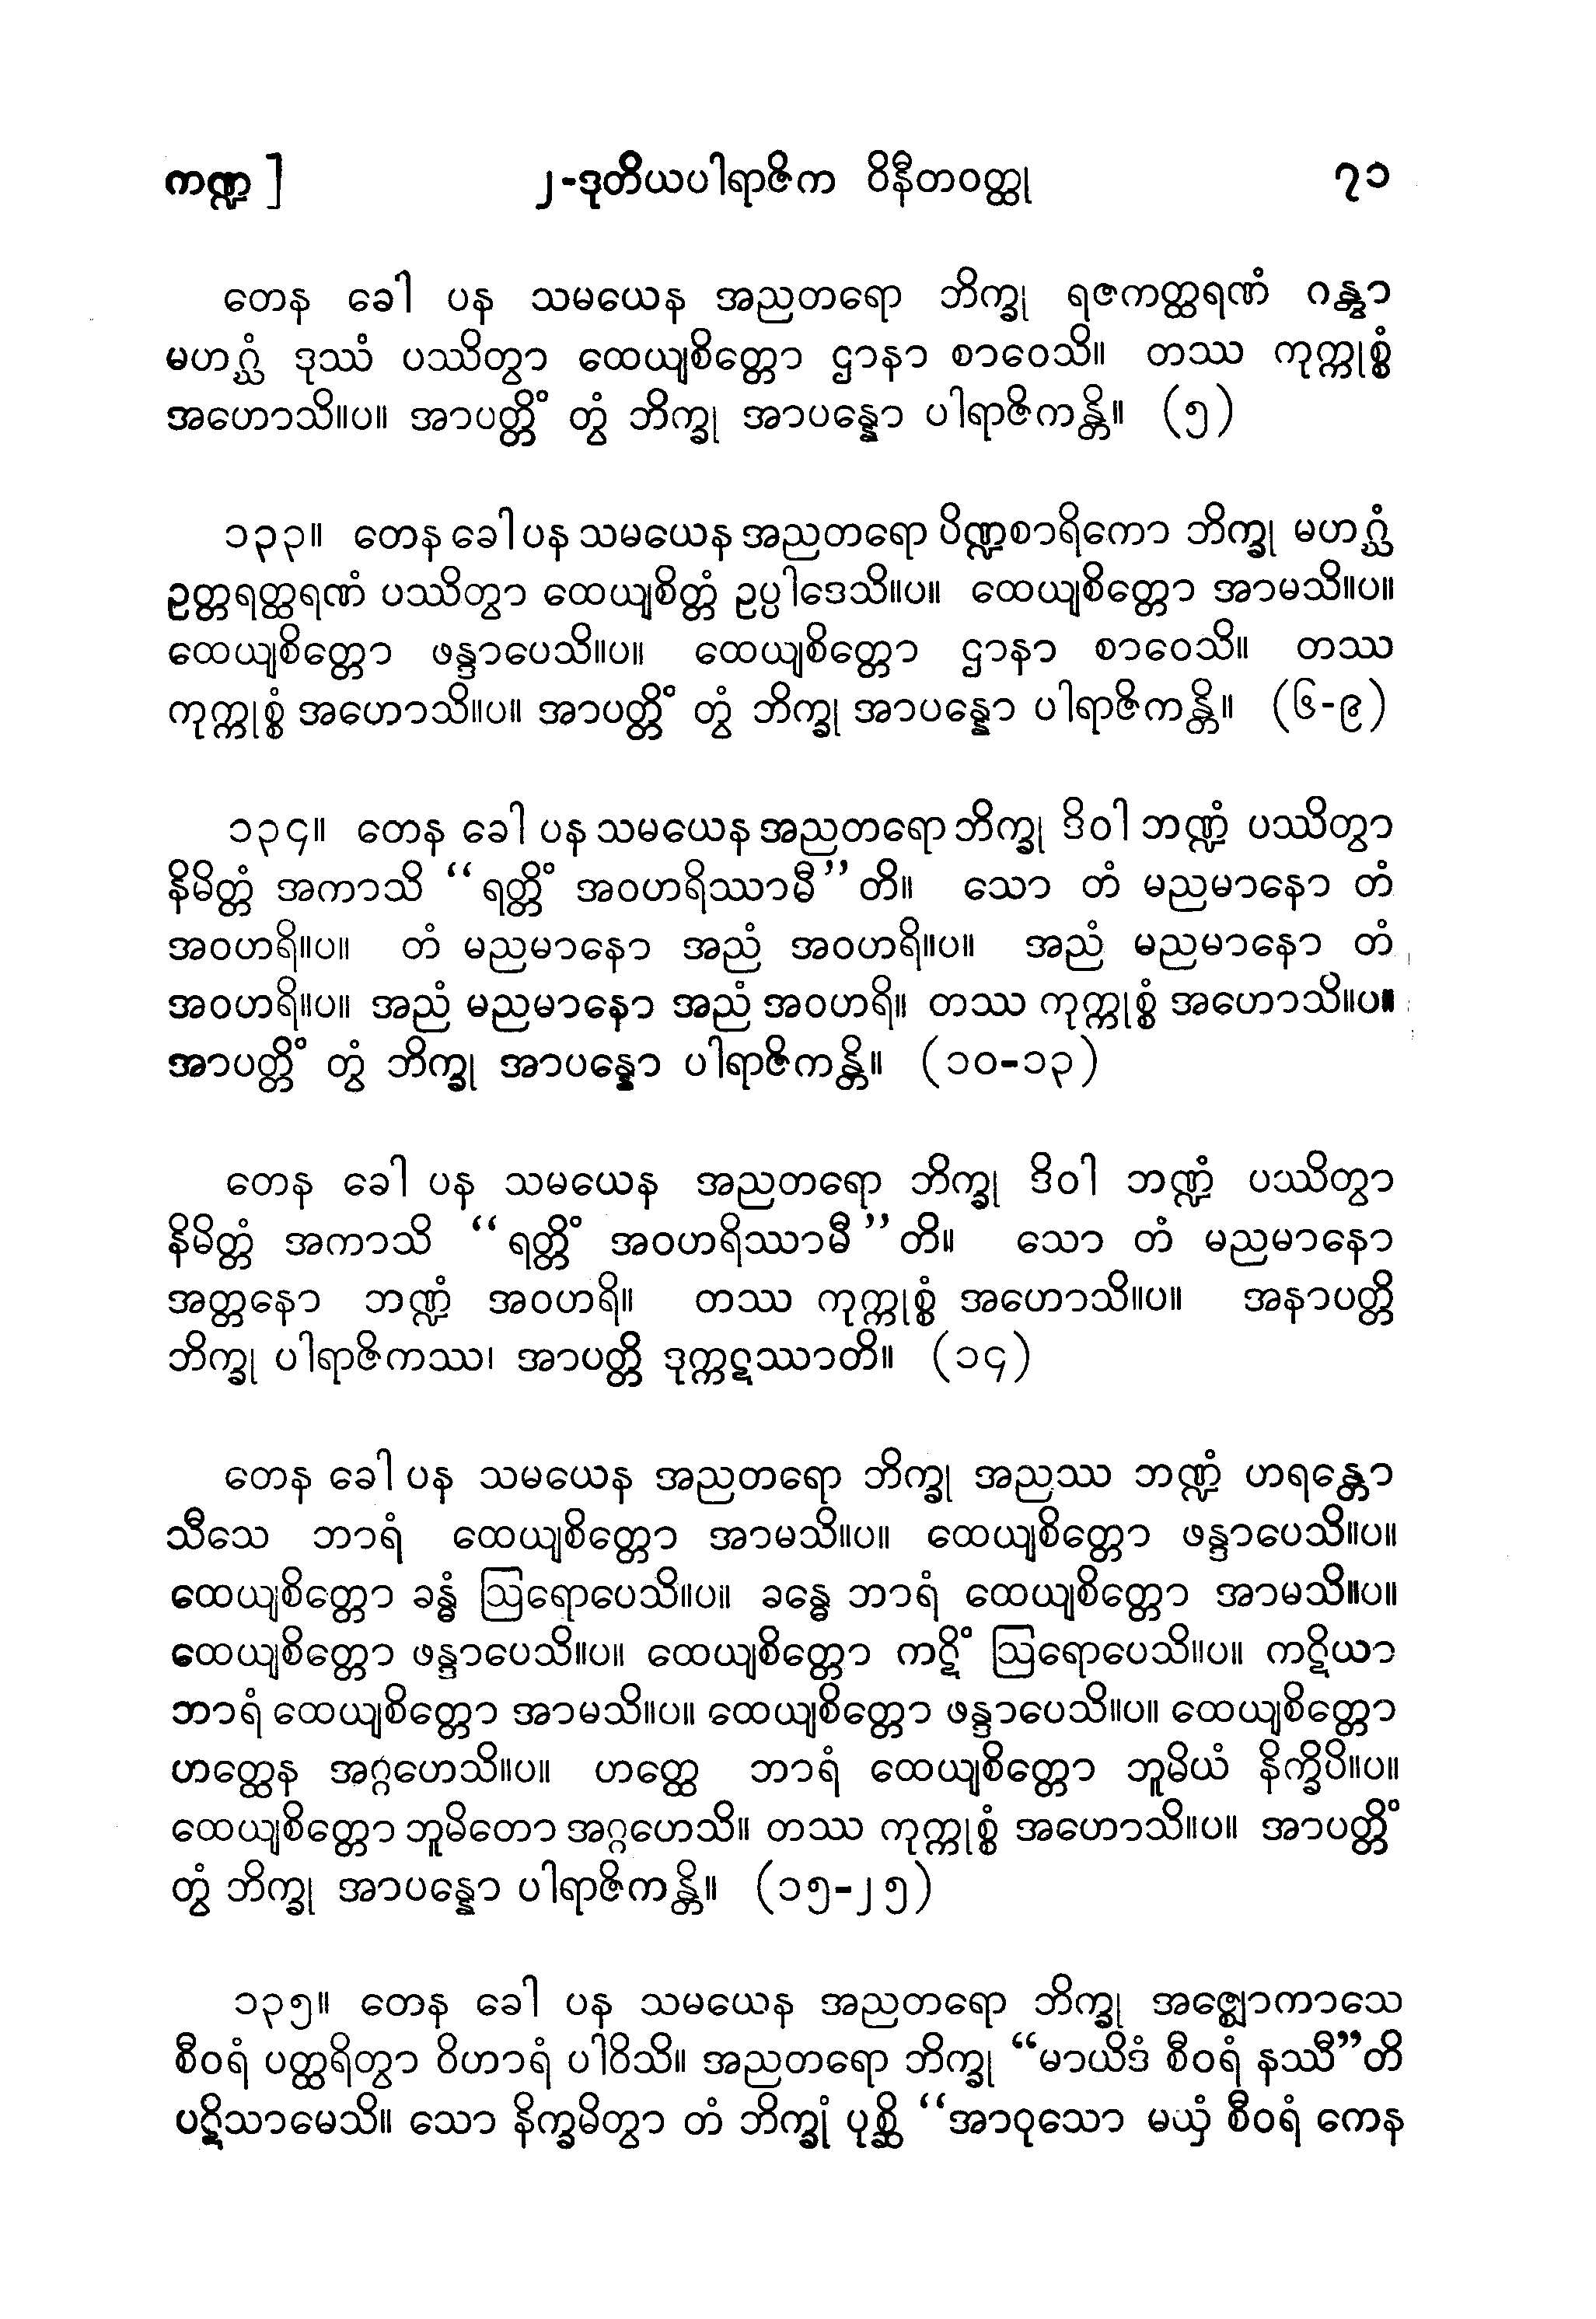 ကဏ္ဍ ] ၂-ဒုတိယပါရာဇိက ဝိနီတဝတ္ထု ၇၁
တေန ခေါ ပန သမယေန အညတရော ဘိက္ခု ရဇကတ္ထရဏံ ဂန္တွာ
မဟဂ္ဃံ ဒုဿံ ပဿိတွာ ထေယျစိတ္တော ဌာနာ စာဝေသိ။ တဿ ကုက္ကုစ္စံ
အဟောသိ။ပ။ အာပတ္တိံ တွံ ဘိက္ခု အာပန္နော ပါရာဇိကန္တိ။ (၅)
၁၃၃။ တေန ခေါ ပန သမယေန အညတရော ပိဏ္ဍစာရိကော ဘိက္ခု မဟဂ္ဃံ
ဥတ္တရတ္ထရဏံ ပဿိတွာ ထေယျစိတ္တံ ဥပ္ပါဒေသိ။ပ။ ထေယျစိတ္တော အာမသိ။ပ။
ထေယျစိတ္တော ဖန္ဒာပေသိ။ပ။ ထေယျစိတ္တော ဌာနာ စာဝေသိ။ တဿ
ကုက္ကုစ္စံ အဟောသိ။ပ။ အာပတ္တိံ တွံ ဘိက္ခု အာပန္နော ပါရာဇိကန္တိ။ (၆-၉)
၁၃၄။ တေန ခေါ ပန သမယေန အညတရော ဘိက္ခု ဒိဝါ ဘဏ္ဍံ ပဿိတွာ
နိမိတ္တံ အကာသိ “ရတ္တိံ အဝဟရိဿာမီ”တိ။ သော တံ မညမာနော တံ
အဝဟရိ။ပ။ တံ မညမာနော အညံ အဝဟရိ။ပ။ အညံ မညမာနော တံ
အဝဟရိ။ပ။ အညံ မညမာနော အညံ အဝဟရိ။ တဿ ကုက္ကုစ္စံ အဟောသိ။ပ။
အာပတ္တိံ တွံ ဘိက္ခု အာပန္နော ပါရာဇိကန္တိ။ (၁၀-၁၃)
တေန ခေါ ပန သမယေန အညတရော ဘိက္ခု ဒိဝါ ဘဏ္ဍံ ပဿိတွာ
နိမိတ္တံ အကာသိ “ရတ္တိံ အဝဟရိဿာမီ”တိ။ သော တံ မညမာနော
အတ္တနော ဘဏ္ဍံ အဝဟရိ။ တဿ ကုက္ကုစ္စံ အဟောသိ။ပ။ အနာပတ္တိ
ဘိက္ခု ပါရာဇိကဿ၊ အာပတ္တိ ဒုက္ကဋဿာတိ။ (၁၄)
တေန ခေါ ပန သမယေန အညတရော ဘိက္ခု အညဿ ဘဏ္ဍံ ဟရန္တော
သီသေ ဘာရံ ထေယျစိတ္တော အာမသိ။ပ။ ထေယျစိတ္တော ဖန္ဒာပေသိ။ပ။
ထေယျစိတ္တော ခန္ဓံ ဩရောပေသိ။ပ။ ခန္ဓေ ဘာရံ ထေယျစိတ္တော အာမသိ။ပ။
ထေယျစိတ္တော ဖန္ဒာပေသိ။ပ။ ထေယျစိတ္တော ကဋိံ ဩရောပေသိ။ပ။ ကဋိယာ
ဘာရံ ထေယျစိတ္တော အာမသိ။ပ။ ထေယျစိတ္တော ဖန္ဒာပေသိ။ပ။ ထေယျစိတ္တော
ဟတ္ထေန အဂ္ဂဟေသိ။ပ။ ဟတ္ထေ ဘာရံ ထေယျစိတ္တော ဘူမိယံ နိက္ခိပိ။ပ။
ထေယျစိတ္တော ဘူမိတော အဂ္ဂဟေသိ။ တဿ ကုက္ကုစ္စံ အဟောသိ။ပ။ အာပတ္တိံ
တွံ ဘိက္ခု အာပန္နော ပါရာဇိကန္တိ။ (၁၅-၂၅)
၁၃၅။ တေန ခေါ ပန သမယေန အညတရော ဘိက္ခု အဇ္ဈောကာသေ
စီဝရံ ပတ္ထရိတွာ ဝိဟာရံ ပါဝိသိ။ အညတရော ဘိက္ခု “မာယိဒံ စီဝရံ နဿီ”တိ
ပဋိသာမေသိ။ သော နိက္ခမိတွာ တံ ဘိက္ခုံ ပုစ္ဆိ “အာဝုသော မယှံ စီဝရံ ကေန